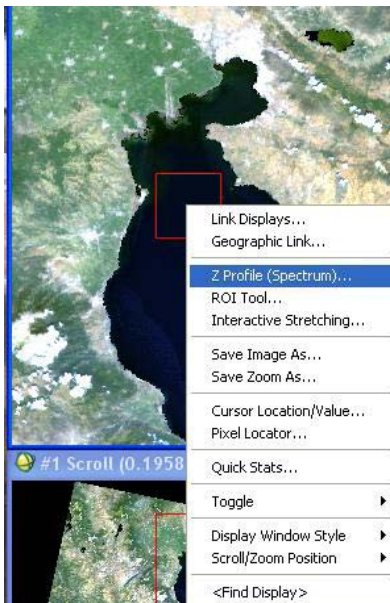 Link Displays...
Geographic Link...
Z Profile (Spectrum)...
ROI Tool...
Interactive Stretching...
Save Image As...
Save Zoom As...
Cursor Location/Value...
Pixel Locator...
#1 Scroll (0.1958
Quick Stats...
Toggle
Display Window Style
Scroll/Zoom Position
<Find Display>